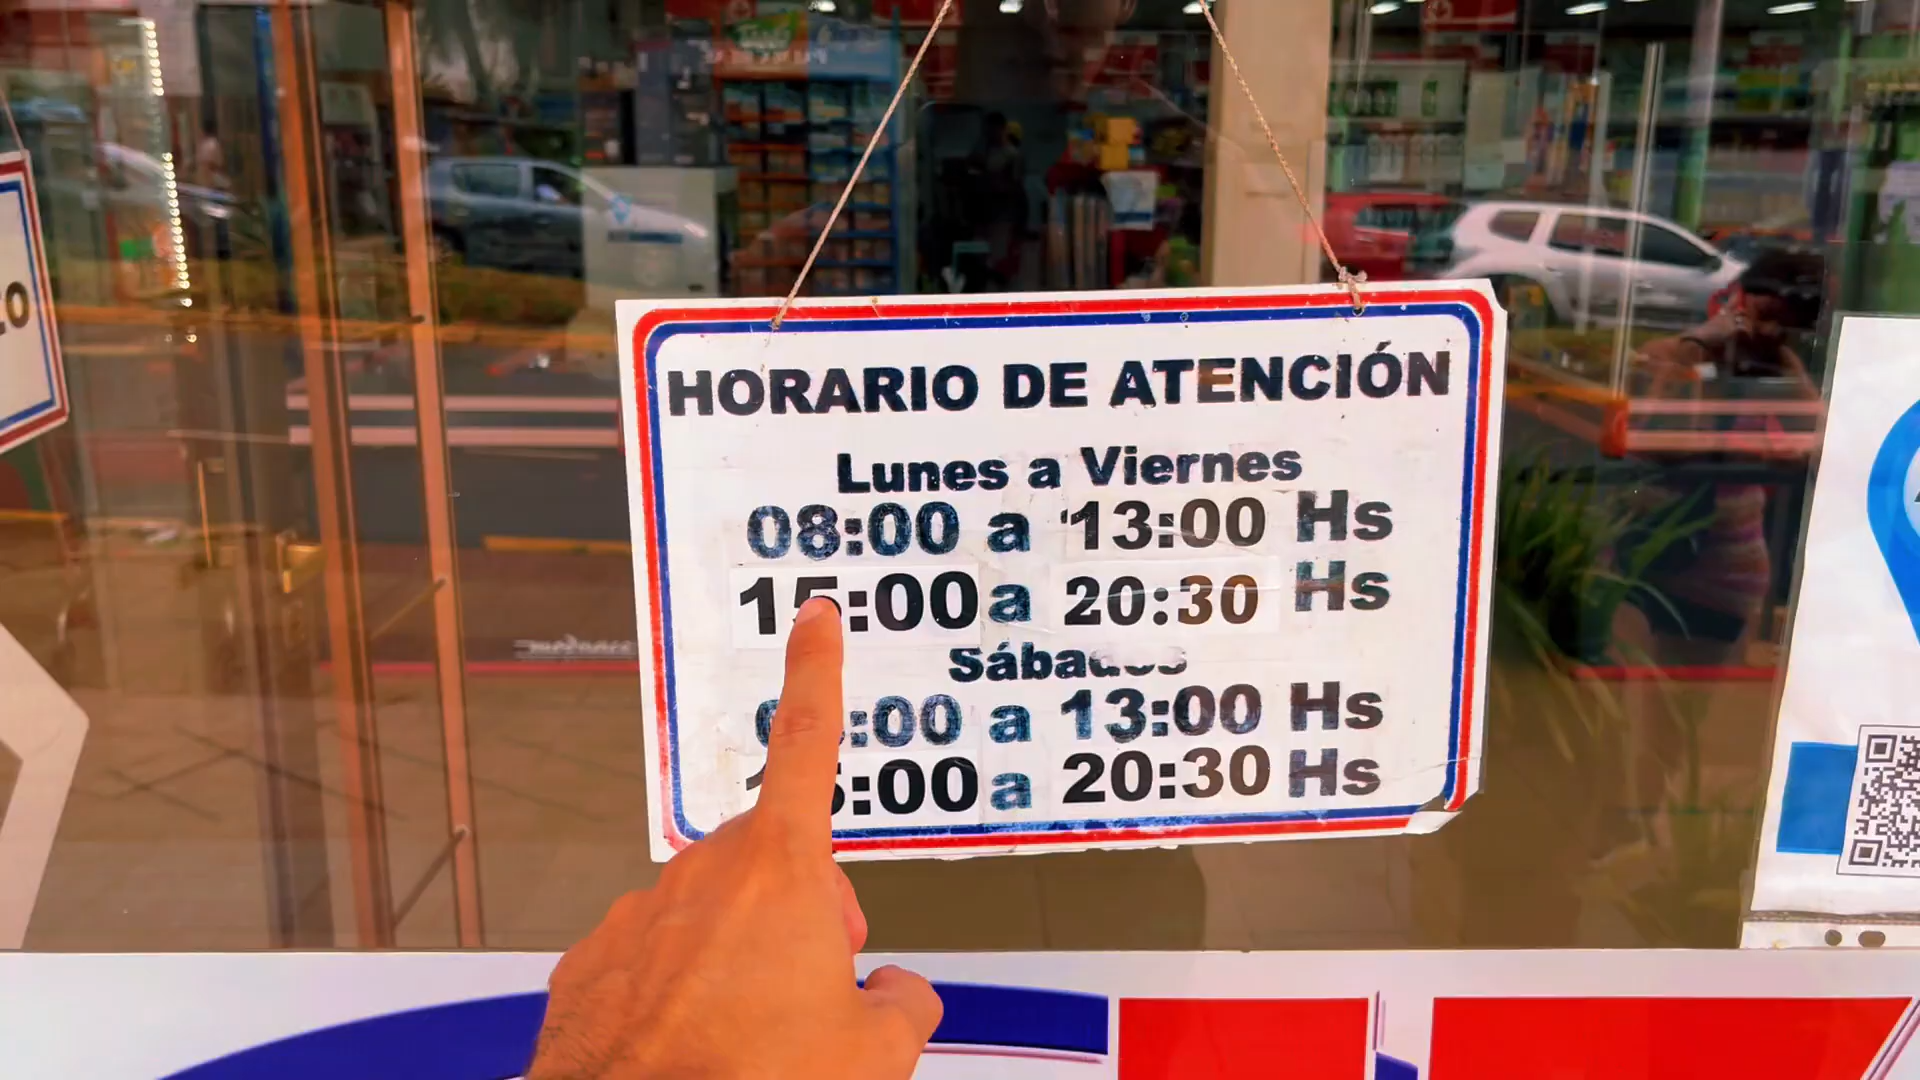 HORARIO DE ATENCIÓN
Lunes a Viernes
08:00 a 13:00 Hs
15:00 a 20:30 Hs
Sábados
:00 a 13:00 Hs
:00 a 20:30 Hs